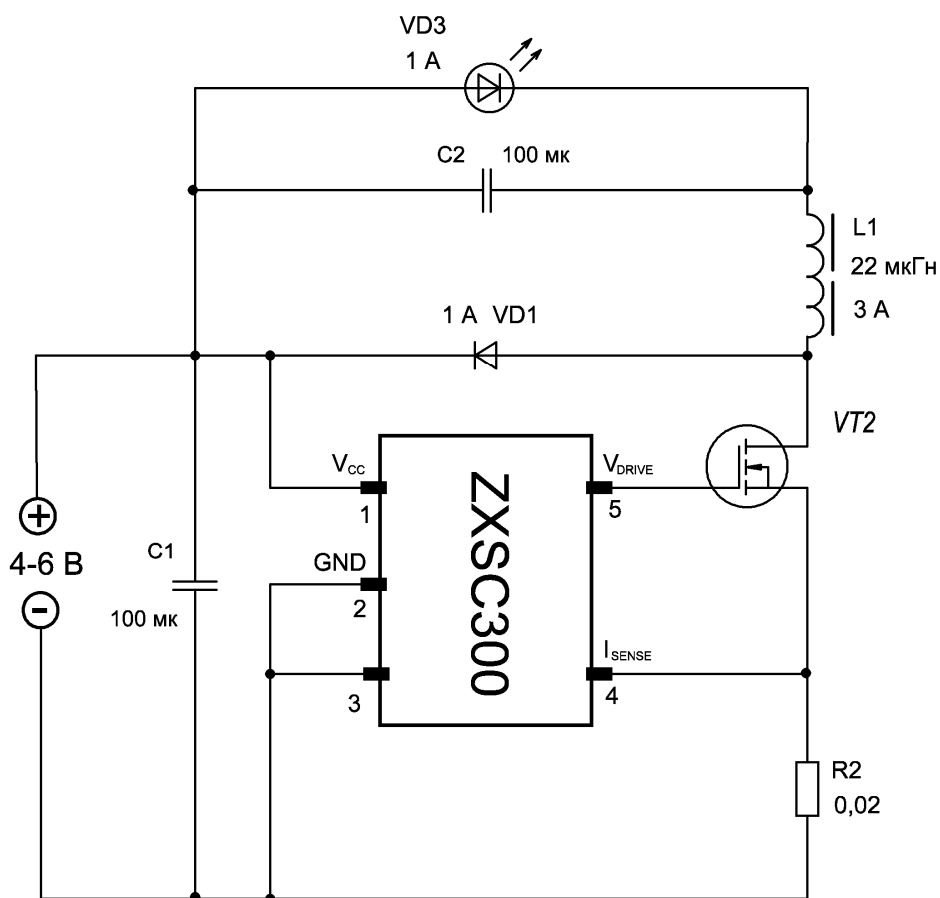 VD3
1 А
C2 100 мк
L1
22 мкГн
3 А
1 А VD1
VT2
VCC
VDRIVE
1
5
ZXSC300
+
4-6 В
-
C1
100 мк
GND
2
ISENSE
3
4
R2
0,02